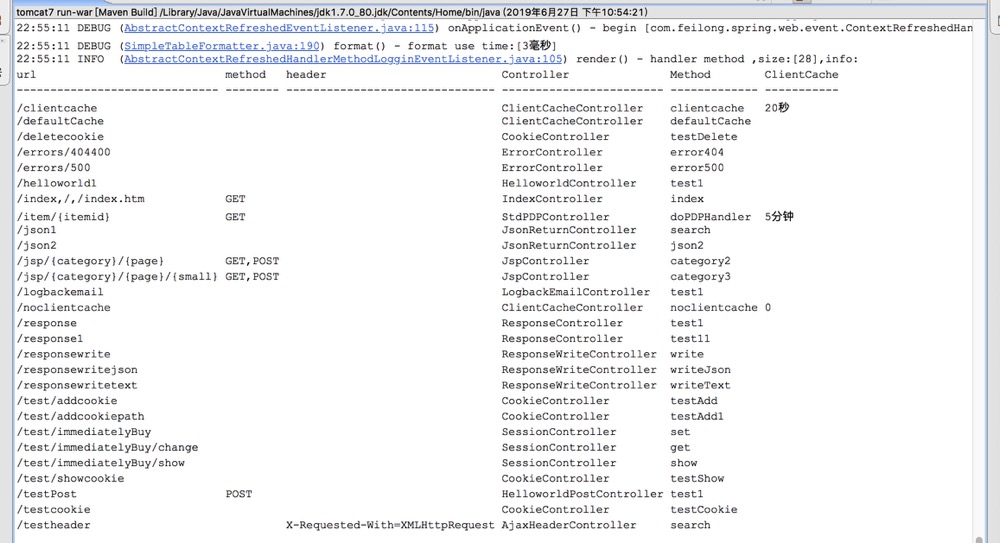 tomcat7 run-war [Maven Build] /Library/Java/JavaVirtualMachines/jdk1.7.0_80.jdk/Contents/Home/bin/java (2019年6月27日 下午10:54:21)
22:55:11 DEBUG (AbstractContextRefreshedEventListener.java:115) onApplicationEvent() - begin [com.feilong.spring.web.event.ContextRefreshedHan
22:55:11 DEBUG (SimpleTableFormatter.java:190) format() - format use time:[3毫秒]
22:55:11 INFO  (AbstractContextRefreshedHandlerMethodLogginEventListener.java:105) render() - handler method ,size:[28],info:
url                            method   header                          Controller               Method        ClientCache
------------------------------ -------- ------------------------------- ------------------------ ------------- -----------
/clientcache                                                            ClientCacheController    clientcache   20秒
/defaultCache                                                           ClientCacheController    defaultCache
/deletecookie                                                           CookieController         testDelete
/errors/404400                                                          ErrorController          error404
/errors/500                                                             ErrorController          error500
/helloworld1                                                            HelloworldController     test1
/index,/,/index.htm            GET                                      IndexController          index
/item/{itemid}                 GET                                      StdPDPController         doPDPHandler  5分钟
/json1                                                                  JsonReturnController     search
/json2                                                                  JsonReturnController     json2
/jsp/{category}/{page}         GET,POST                                 JspController            category2
/jsp/{category}/{page}/{small} GET,POST                                 JspController            category3
/logbackemail                                                           LogbackEmailController   test1
/noclientcache                                                          ClientCacheController    noclientcache 0
/response                                                               ResponseController       test1
/response1                                                              ResponseController       test11
/responsewrite                                                          ResponseWriteController  write
/responsewritejson                                                      ResponseWriteController  writeJson
/responsewritetext                                                      ResponseWriteController  writeText
/test/addcookie                                                         CookieController         testAdd
/test/addcookiepath                                                     CookieController         testAdd1
/test/immediatelyBuy                                                    SessionController        set
/test/immediatelyBuy/change                                             SessionController        get
/test/immediatelyBuy/show                                               SessionController        show
/test/showcookie                                                        CookieController         testShow
/testPost                      POST                                     HelloworldPostController test1
/testcookie                                                             CookieController         testCookie
/testheader                             X-Requested-With=XMLHttpRequest AjaxHeaderController     search